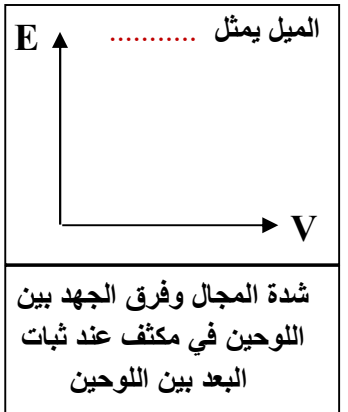 الميل يمثل ...........
E
V
شدة المجال وفرق الجهد بين
اللوحين في مكثف عند ثبات
البعد بين اللوحين